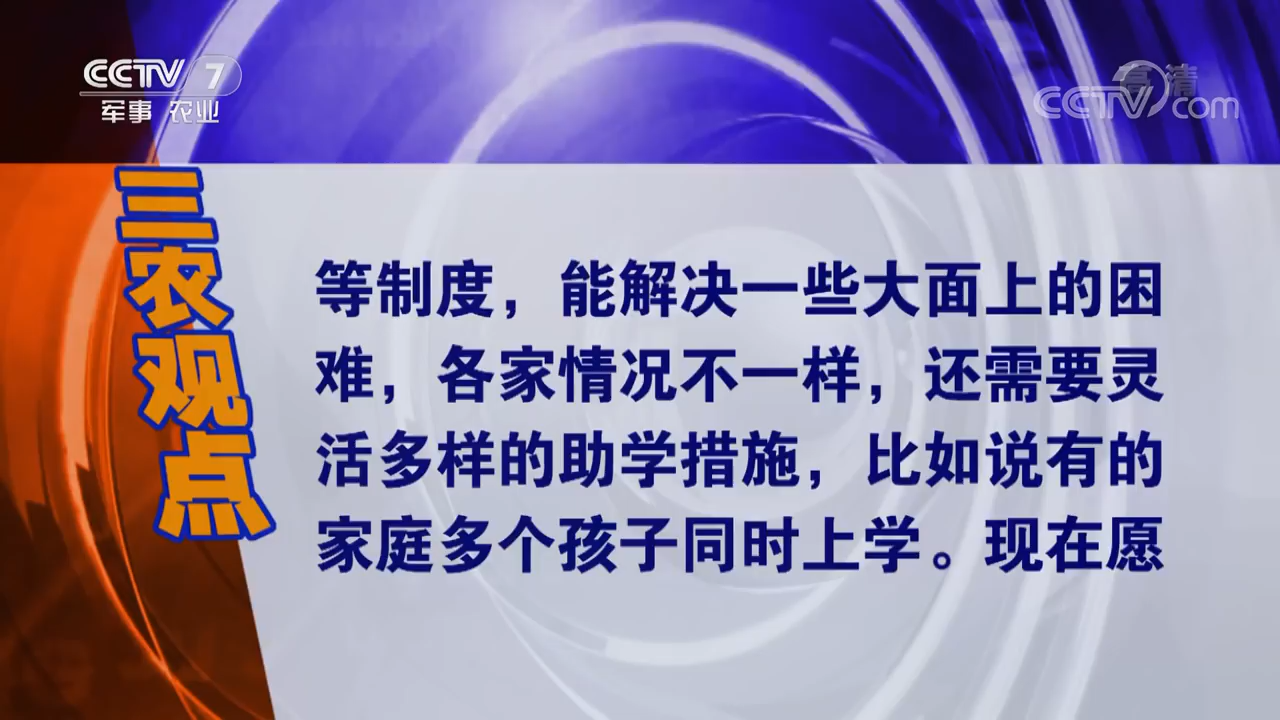 CCTV 7
军事 农业
高清
CCTV com
三农观点
等制度，能解决一些大面上的困
难，各家情况不一样，还需要灵
活多样的助学措施，比如说有的
家庭多个孩子同时上学。现在愿